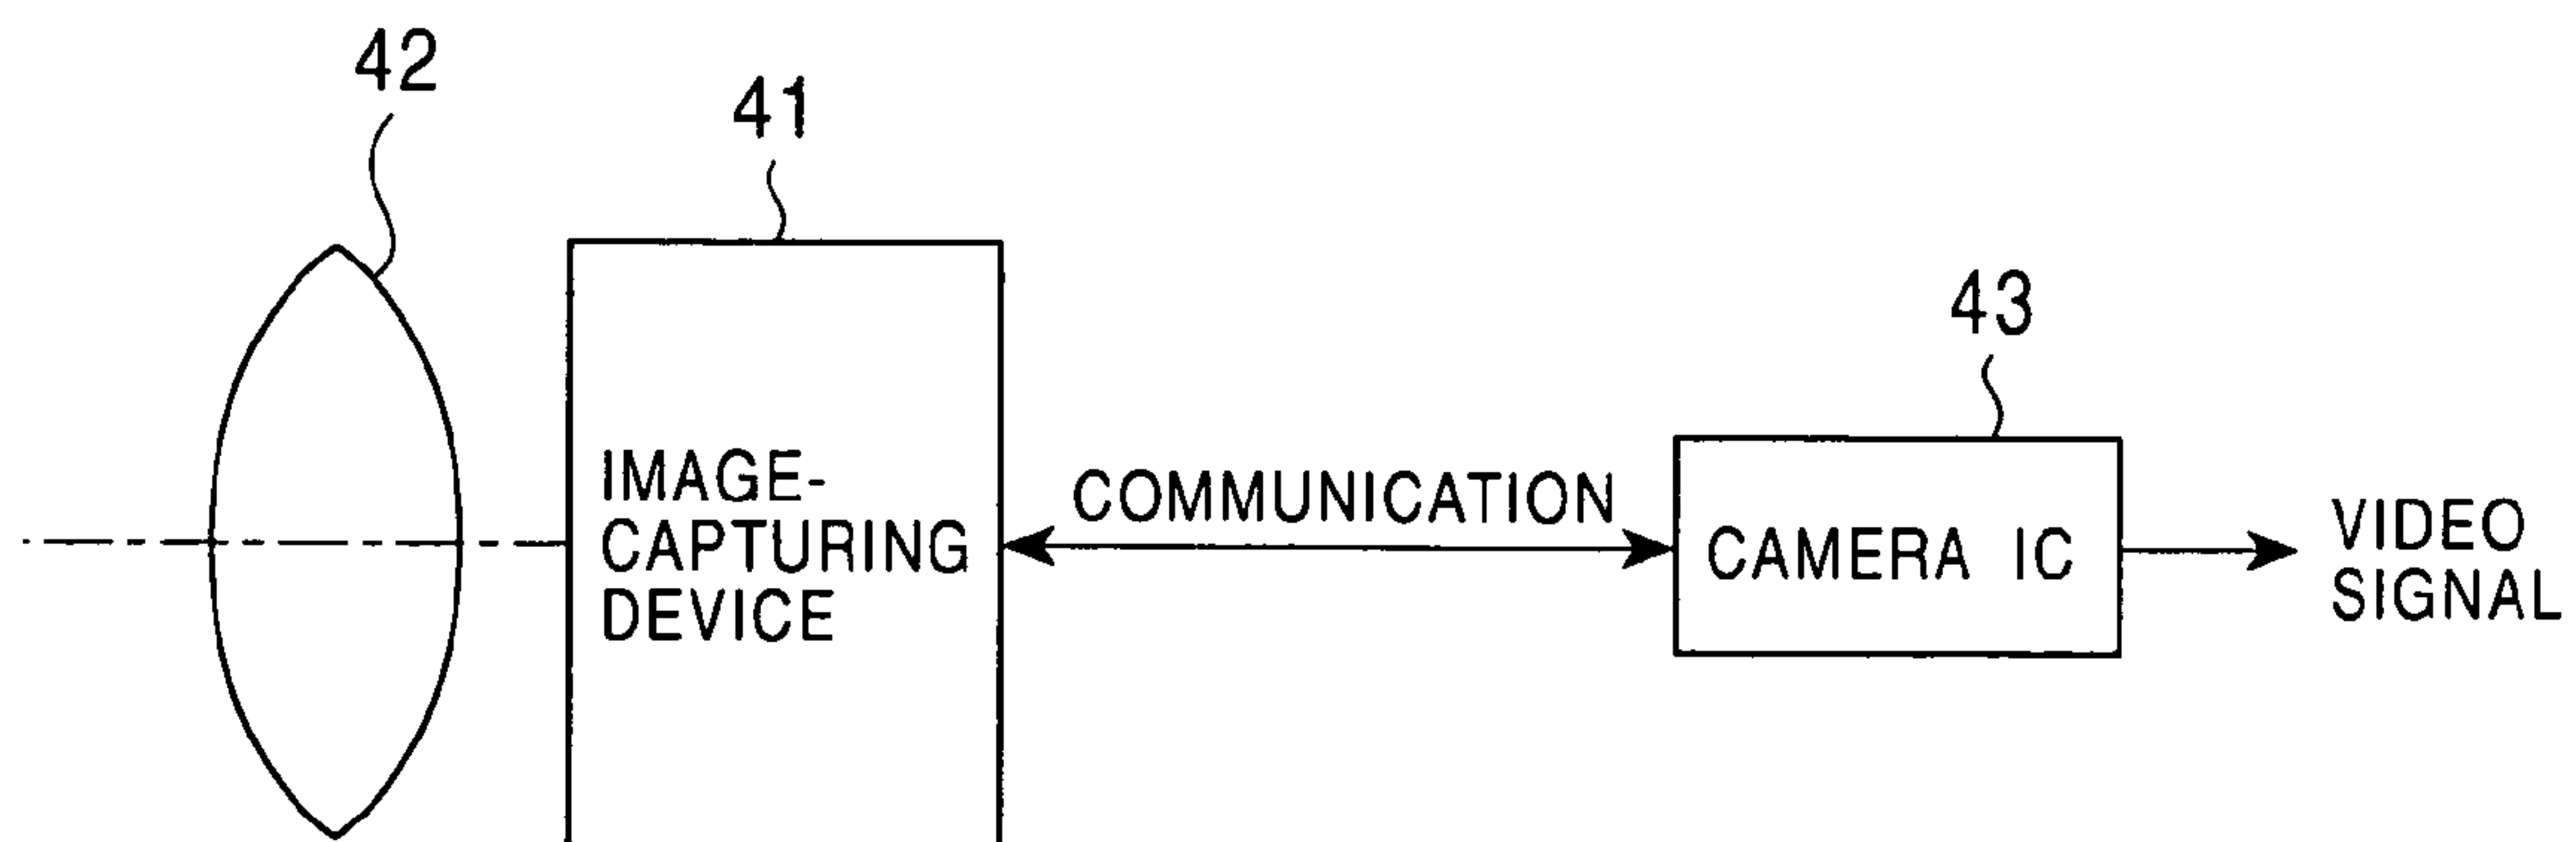 42
41
43
IMAGE-
CAPTURING
DEVICE
COMMUNICATION
CAMERA IC
VIDEO
SIGNAL